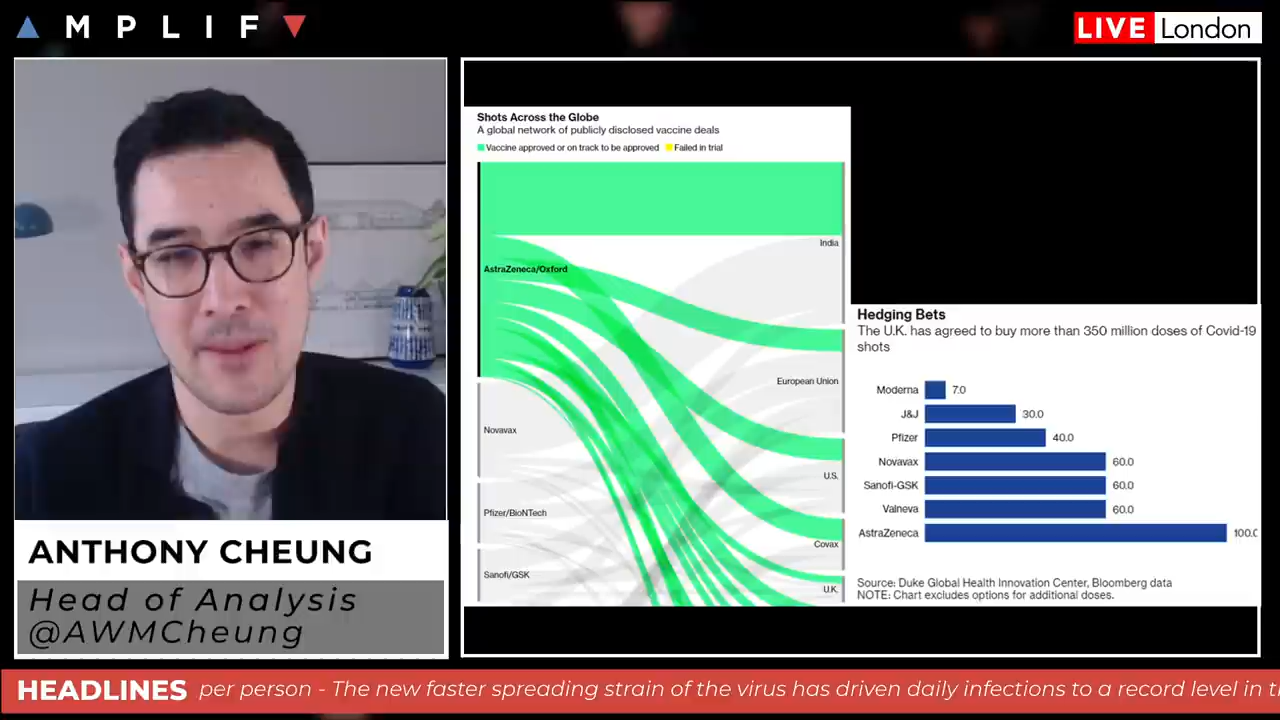 AMPLIFY
LIVE London
Shots Across the Globe
A global network of publicly disclosed vaccine deals
Vaccine approved or on track to be approved Failed in trial
India
AstraZeneca/Oxford
European Union
Novavax
U.S.
Pfizer/BioNTech
Covax
Sanofi/GSK
U.K.
Hedging Bets
The U.K. has agreed to buy more than 350 million doses of Covid-19
shots
Moderna 7.0
J&J 30.0
Pfizer 40.0
Novavax 60.0
Sanofi-GSK 60.0
Valneva 60.0
AstraZeneca 100.0
Source: Duke Global Health Innovation Center, Bloomberg data
NOTE: Chart excludes options for additional doses.
ANTHONY CHEUNG
Head of Analysis
@AWMCheung
HEADLINES per person - The new faster spreading strain of the virus has driven daily infections to a record level in